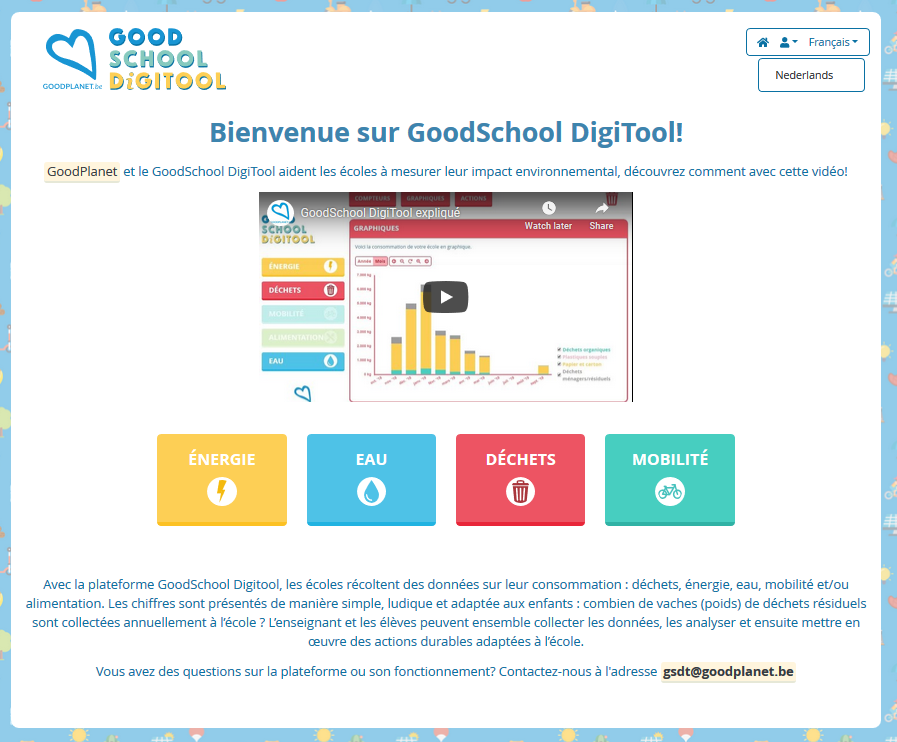 GOODPLANET.be
GOOD
SCHOOL
DiGITOOL
Français
Nederlands
Bienvenue sur GoodSchool DigiTool!
GoodPlanet et le GoodSchool DigiTool aident les écoles à mesurer leur impact environnemental, découvrez comment avec cette vidéo!
COMPTEURS GRAPHIQUES ACTIONS
GoodSchool DigiTool expliqué
Watch later Share
SCHOOL
DiGITOOL
GRAPHIQUES
Voici la consommation de votre école en graphique.
Année Mois
ÉNERGIE
DÉCHETS
MOBILITÉ
ALIMENTATION
EAU
Déchets organiques
Plastiques souples
Papier et carton
Déchets
ménagers/résiduels
ÉNERGIE EAU DÉCHETS MOBILITÉ
Avec la plateforme GoodSchool Digitool, les écoles récoltent des données sur leur consommation : déchets, énergie, eau, mobilité et/ou
alimentation. Les chiffres sont présentés de manière simple, ludique et adaptée aux enfants : combien de vaches (poids) de déchets résiduels
sont collectées annuellement à l’école ? L’enseignant et les élèves peuvent ensemble collecter les données, les analyser et ensuite mettre en
œuvre des actions durables adaptées à l’école.
Vous avez des questions sur la plateforme ou son fonctionnement? Contactez-nous à l'adresse gsdt@goodplanet.be